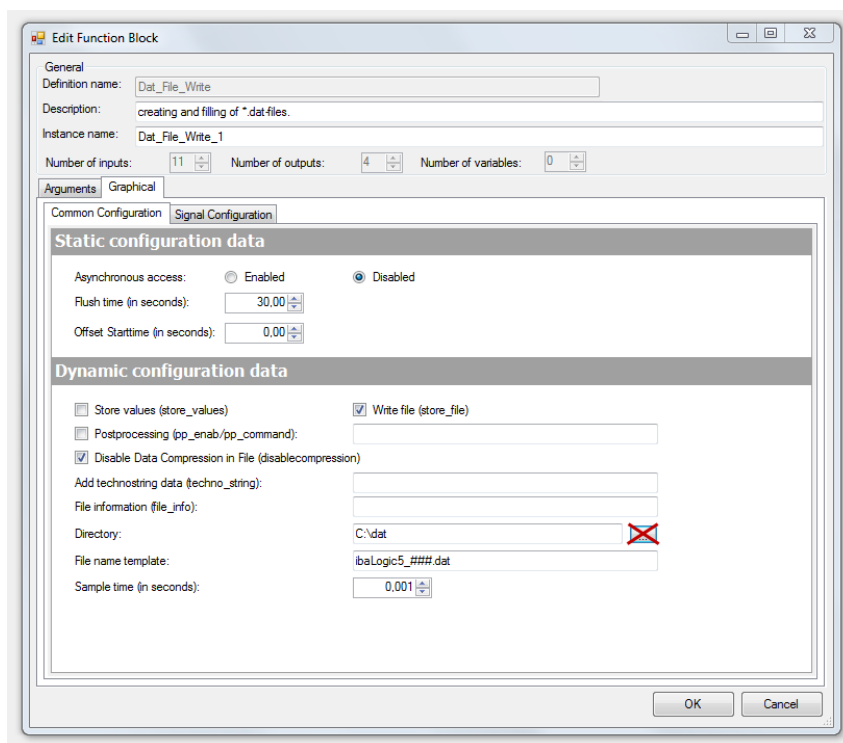 Edit Function Block
General
Definition name: Dat_File_Write
Description: creating and filling of *.dat-files.
Instance name: Dat_File_Write_1
Number of inputs: 11 Number of outputs: 4 Number of variables: 0
Arguments Graphical
Common Configuration Signal Configuration
Static configuration data
Asynchronous access: Enabled Disabled
Flush time (in seconds): 30,00
Offset Starttime (in seconds): 0,00
Dynamic configuration data
Store values (store_values) Write file (store_file)
Postprocessing (pp_enab/pp_command):
Disable Data Compression in File (disablecompression)
Add technostring data (techno_string):
File information (file_info):
Directory: C:\dat
File name template: ibaLogic5_###.dat
Sample time (in seconds): 0,001
OK Cancel